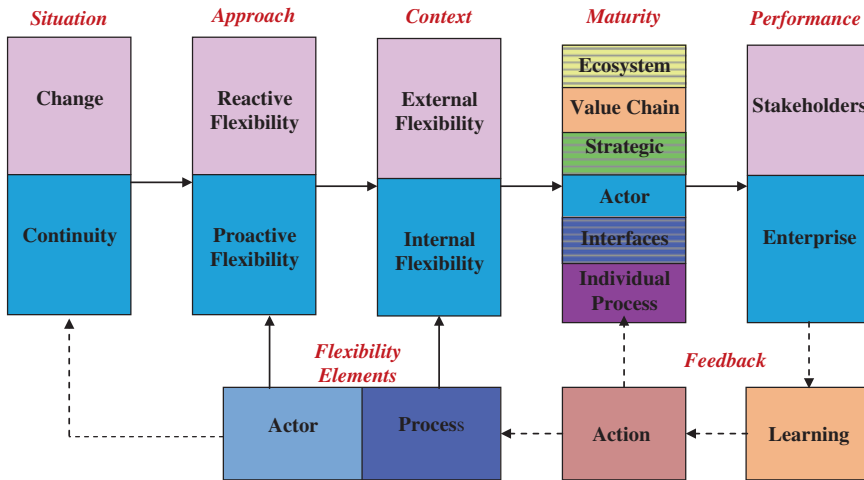 Situation
Approach
Context
Maturity
Performance
Change
Reactive
Flexibility
External
Flexibility
Ecosystem
Value Chain
Strategic
Stakeholders
Continuity
Proactive
Flexibility
Internal
Flexibility
Actor
Interfaces
Individual
Process
Enterprise
Flexibility
Elements
Feedback
Actor
Process
Action
Learning